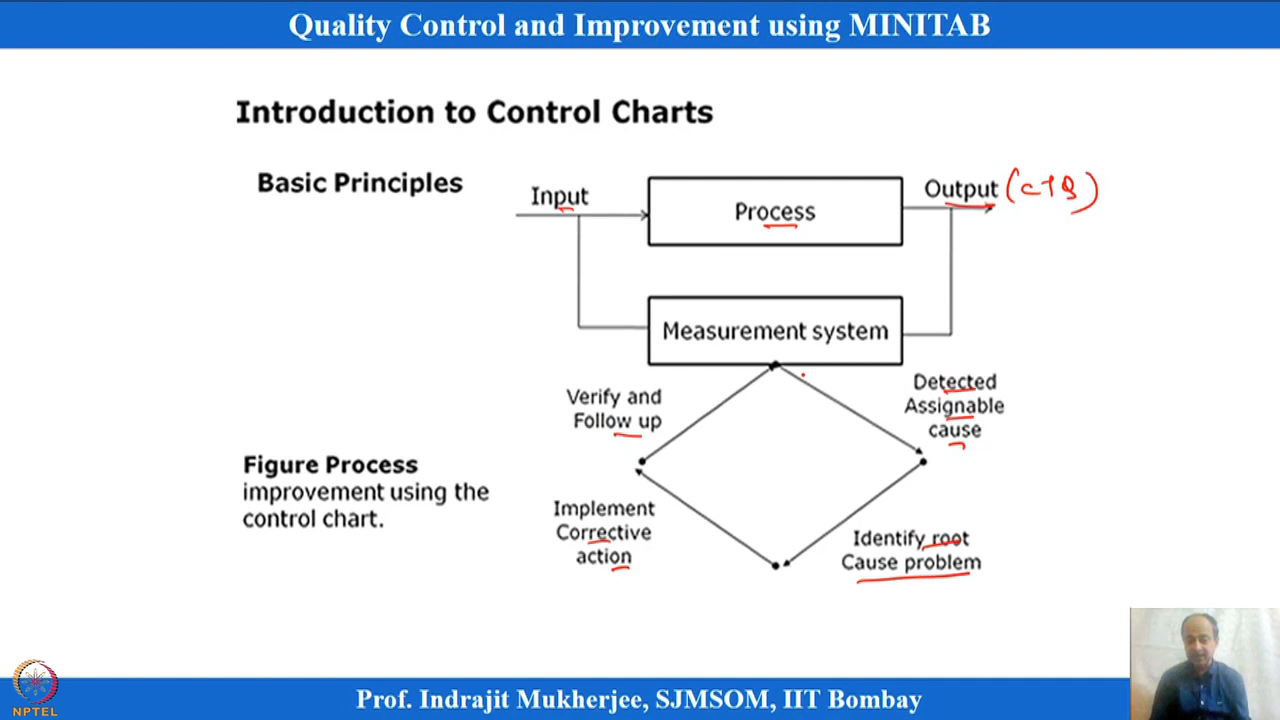 Quality Control and Improvement using MINITAB
Introduction to Control Charts
Basic Principles
Input
Process
Output (CTQ)
Measurement system
Verify and
Follow up
Detected
Assignable
cause
Figure Process
improvement using the
control chart.
Implement
Corrective
action
Identify root
Cause problem
NPTEL
Prof. Indrajit Mukherjee, SJMSOM, IIT Bombay